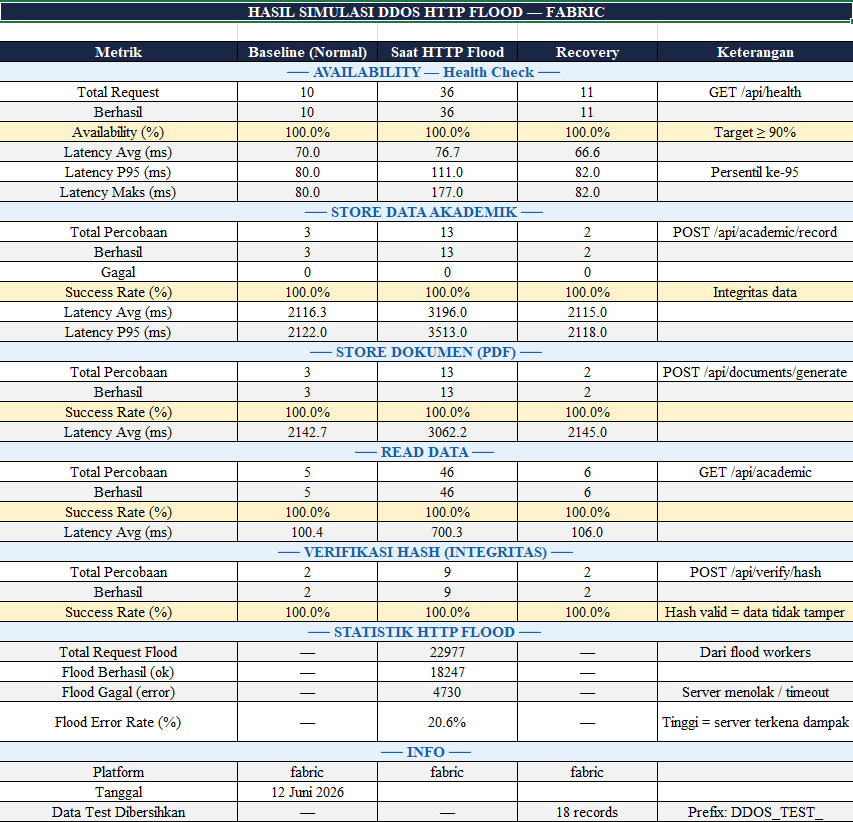 HASIL SIMULASI DDOS HTTP FLOOD — FABRIC
Metrik Baseline (Normal) Saat HTTP Flood Recovery Keterangan
—— AVAILABILITY — Health Check ——
Total Request 10 36 11 GET /api/health
Berhasil 10 36 11
Availability (%) 100.0% 100.0% 100.0% Target ≥ 90%
Latency Avg (ms) 70.0 76.7 66.6
Latency P95 (ms) 80.0 111.0 82.0 Persentil ke-95
Latency Maks (ms) 80.0 177.0 82.0
—— STORE DATA AKADEMIK ——
Total Percobaan 3 13 2 POST /api/academic/record
Berhasil 3 13 2
Gagal 0 0 0
Success Rate (%) 100.0% 100.0% 100.0% Integritas data
Latency Avg (ms) 2116.3 3196.0 2115.0
Latency P95 (ms) 2122.0 3513.0 2118.0
—— STORE DOKUMEN (PDF) ——
Total Percobaan 3 13 2 POST /api/documents/generate
Berhasil 3 13 2
Success Rate (%) 100.0% 100.0% 100.0%
Latency Avg (ms) 2142.7 3062.2 2145.0
—— READ DATA ——
Total Percobaan 5 46 6 GET /api/academic
Berhasil 5 46 6
Success Rate (%) 100.0% 100.0% 100.0%
Latency Avg (ms) 100.4 700.3 106.0
—— VERIFIKASI HASH (INTEGRITAS) ——
Total Percobaan 2 9 2 POST /api/verify/hash
Berhasil 2 9 2
Success Rate (%) 100.0% 100.0% 100.0% Hash valid = data tidak tamper
—— STATISTIK HTTP FLOOD ——
Total Request Flood — 22977 — Dari flood workers
Flood Berhasil (ok) — 18247 —
Flood Gagal (error) — 4730 — Server menolak / timeout
Flood Error Rate (%) — 20.6% — Tinggi = server terkena dampak
—— INFO ——
Platform fabric fabric fabric
Tanggal 12 Juni 2026
Data Test Dibersihkan — — 18 records Prefix: DDOS_TEST_